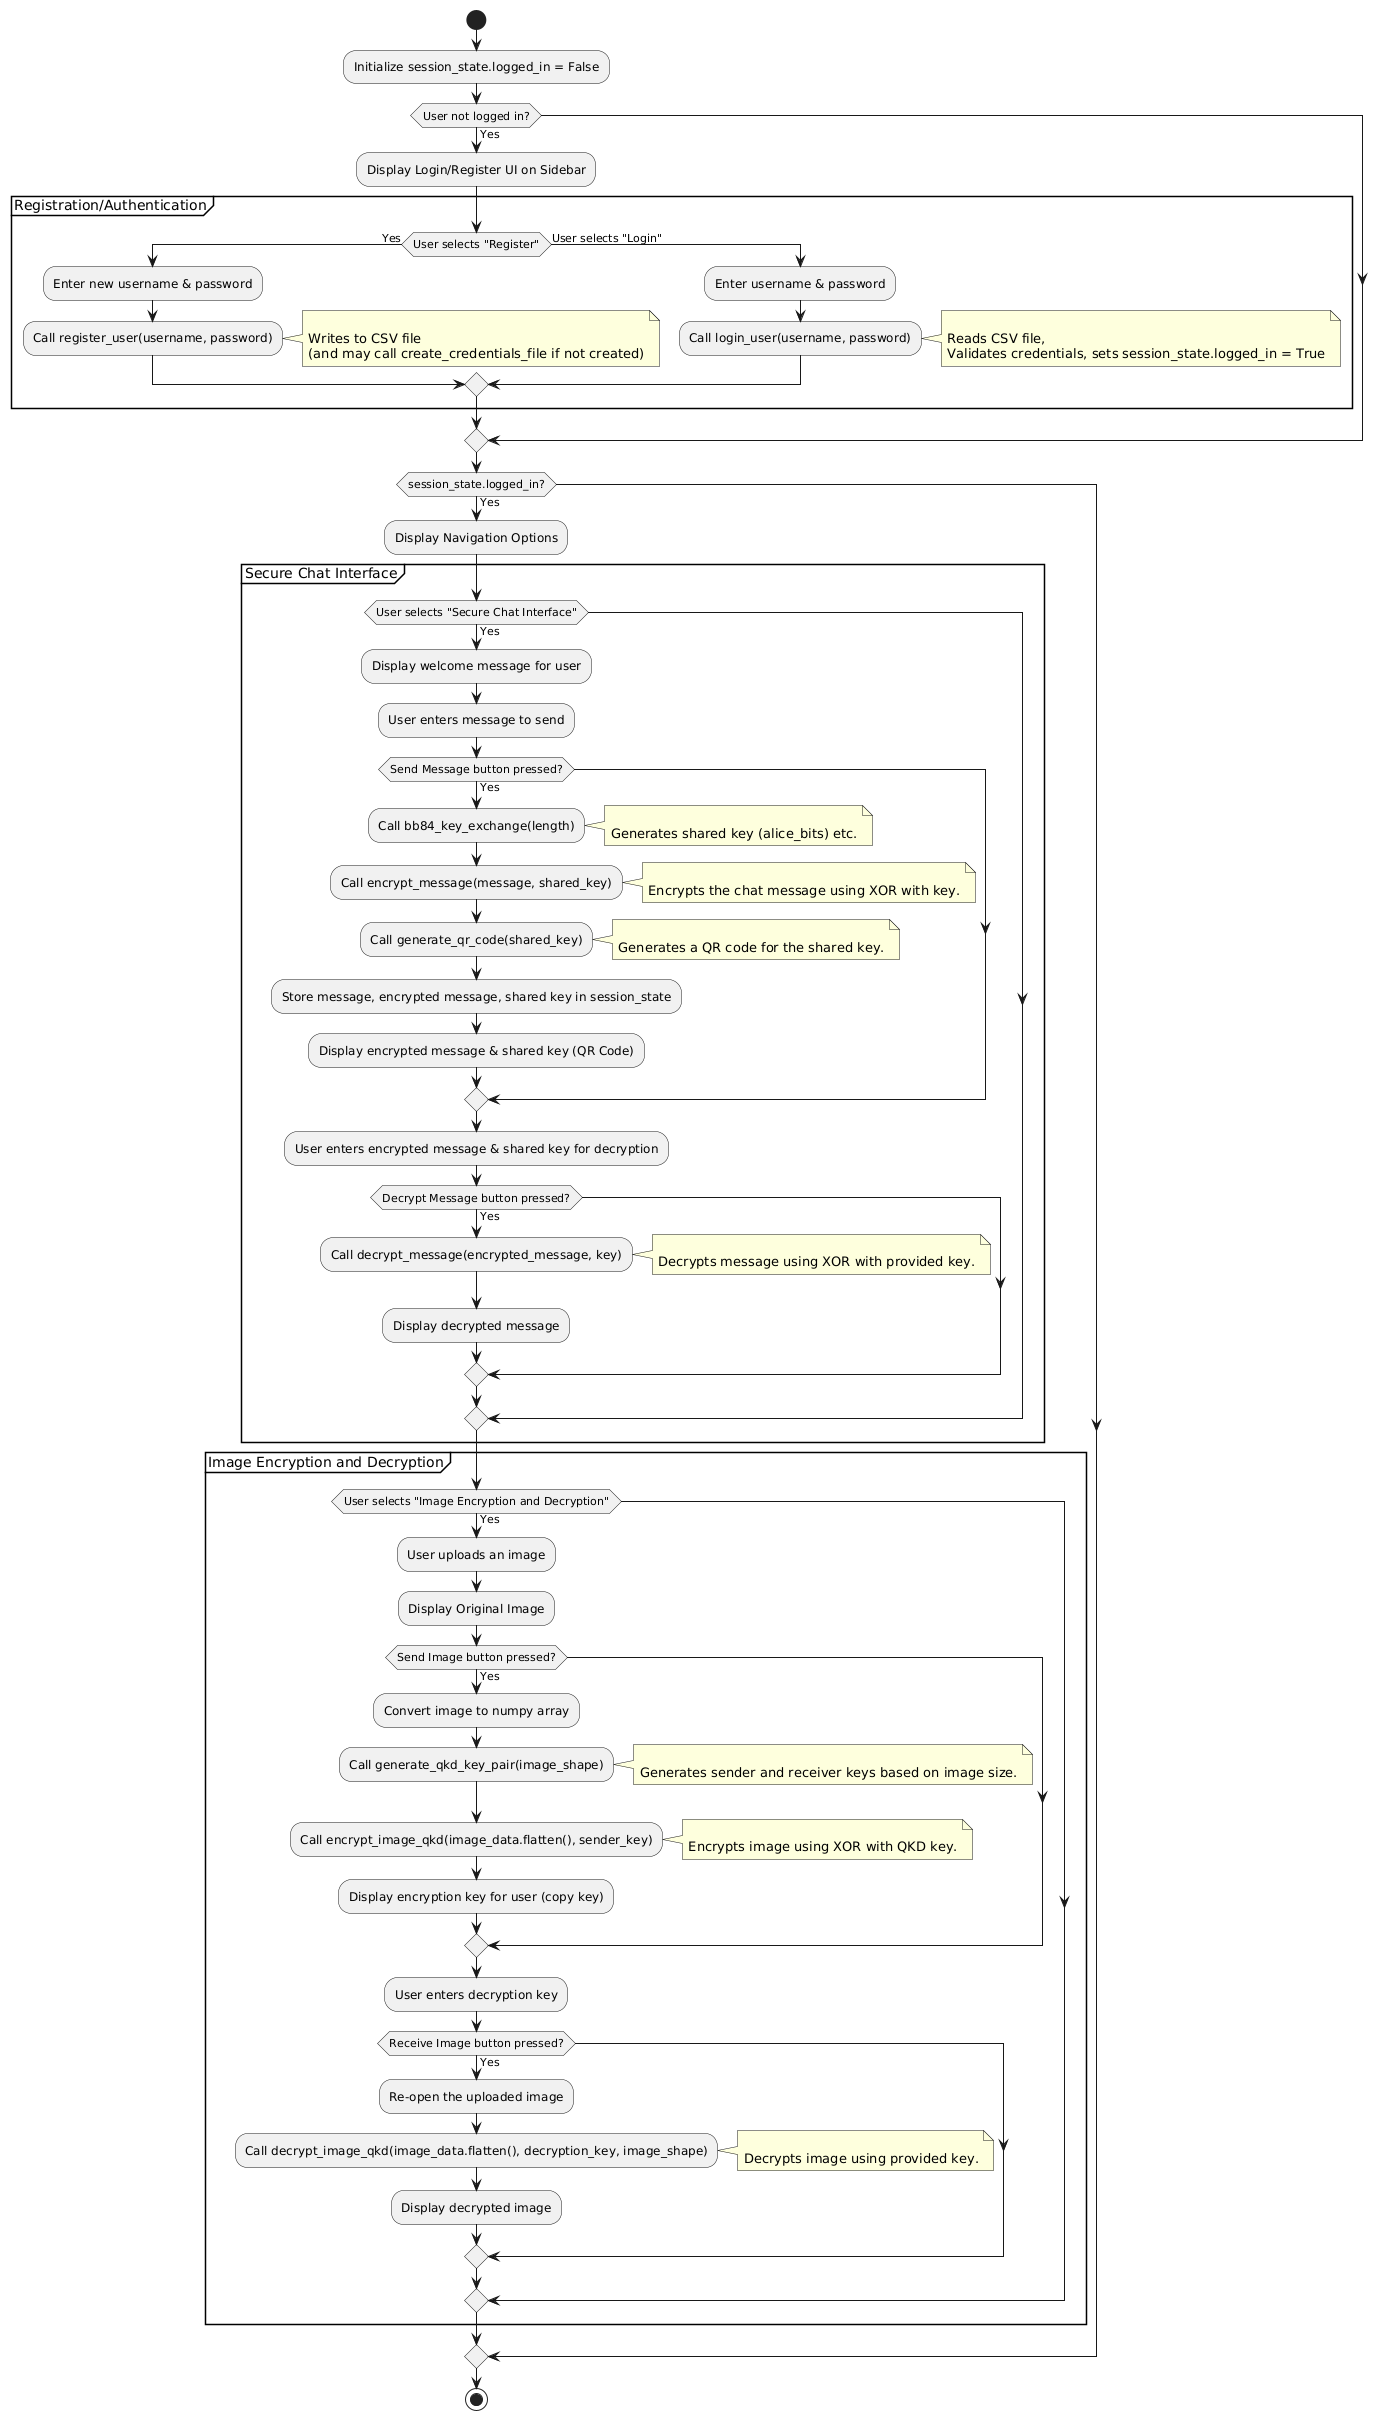 Initialize session_state.logged_in = False
User not logged in?
Yes
Display Login/Register UI on Sidebar
Registration/Authentication
Yes
User selects "Register"
User selects "Login"
Enter new username & password
Enter username & password
Call register_user(username, password)
Writes to CSV file
(and may call create_credentials_file if not created)
Call login_user(username, password)
Reads CSV file,
Validates credentials, sets session_state.logged_in = True
session_state.logged_in?
Yes
Display Navigation Options
Secure Chat Interface
User selects "Secure Chat Interface"
Yes
Display welcome message for user
User enters message to send
Send Message button pressed?
Yes
Call bb84_key_exchange(length)
Generates shared key (alice_bits) etc.
Call encrypt_message(message, shared_key)
Encrypts the chat message using XOR with key.
Call generate_qr_code(shared_key)
Generates a QR code for the shared key.
Store message, encrypted message, shared key in session_state
Display encrypted message & shared key (QR Code)
User enters encrypted message & shared key for decryption
Decrypt Message button pressed?
Yes
Call decrypt_message(encrypted_message, key)
Decrypts message using XOR with provided key.
Display decrypted message
Image Encryption and Decryption
User selects "Image Encryption and Decryption"
Yes
User uploads an image
Display Original Image
Send Image button pressed?
Yes
Convert image to numpy array
Call generate_qkd_key_pair(image_shape)
Generates sender and receiver keys based on image size.
Call encrypt_image_qkd(image_data.flatten(), sender_key)
Encrypts image using XOR with QKD key.
Display encryption key for user (copy key)
User enters decryption key
Receive Image button pressed?
Yes
Re-open the uploaded image
Call decrypt_image_qkd(image_data.flatten(), decryption_key, image_shape)
Decrypts image using provided key.
Display decrypted image